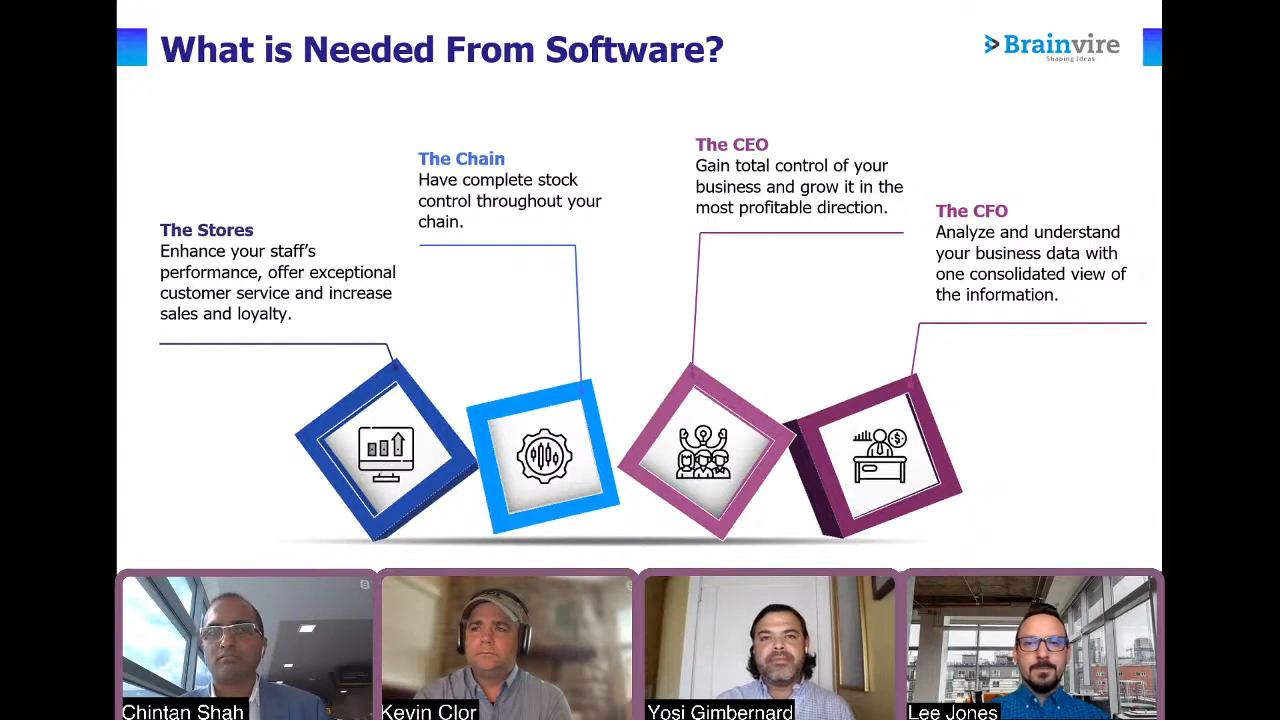 What is Needed From Software?
Brainvire
Shaping Ideas
The Stores
Enhance your staff's
performance, offer exceptional
customer service and increase
sales and loyalty.
The Chain
Have complete stock
control throughout your
chain.
The CEO
Gain total control of your
business and grow it in the
most profitable direction.
The CFO
Analyze and understand
your business data with
one consolidated view of
the information.
Chintan Shah
Kevin Clor
Yosi Gimbernard
Lee Jones